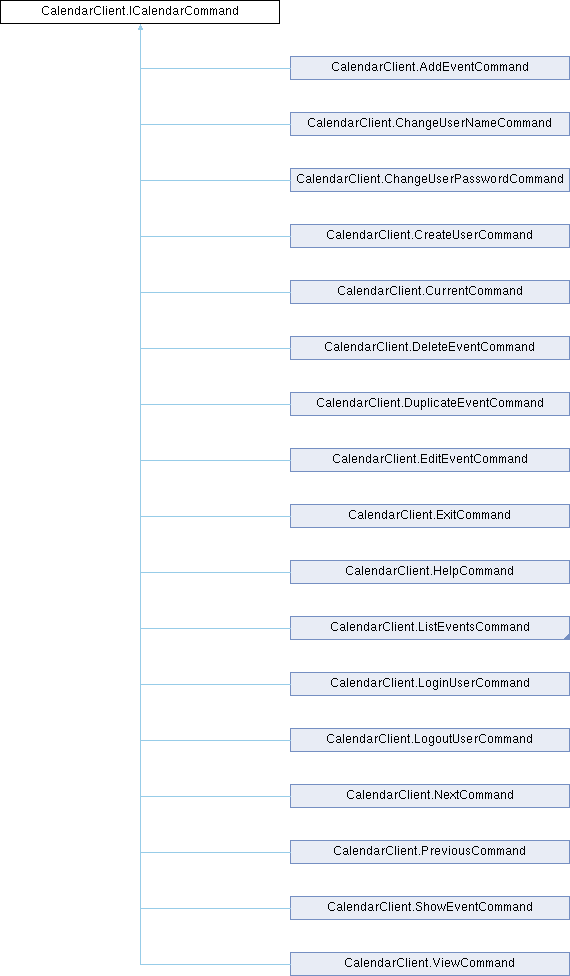 CalendarClient.ICalendarCommand
CalendarClient.AddEventCommand
CalendarClient.ChangeUserNameCommand
CalendarClient.ChangeUserPasswordCommand
CalendarClient.CreateUserCommand
CalendarClient.CurrentCommand
CalendarClient.DeleteEventCommand
CalendarClient.DuplicateEventCommand
CalendarClient.EditEventCommand
CalendarClient.ExitCommand
CalendarClient.HelpCommand
CalendarClient.ListEventsCommand
CalendarClient.LoginUserCommand
CalendarClient.LogoutUserCommand
CalendarClient.NextCommand
CalendarClient.PreviousCommand
CalendarClient.ShowEventCommand
CalendarClient.ViewCommand